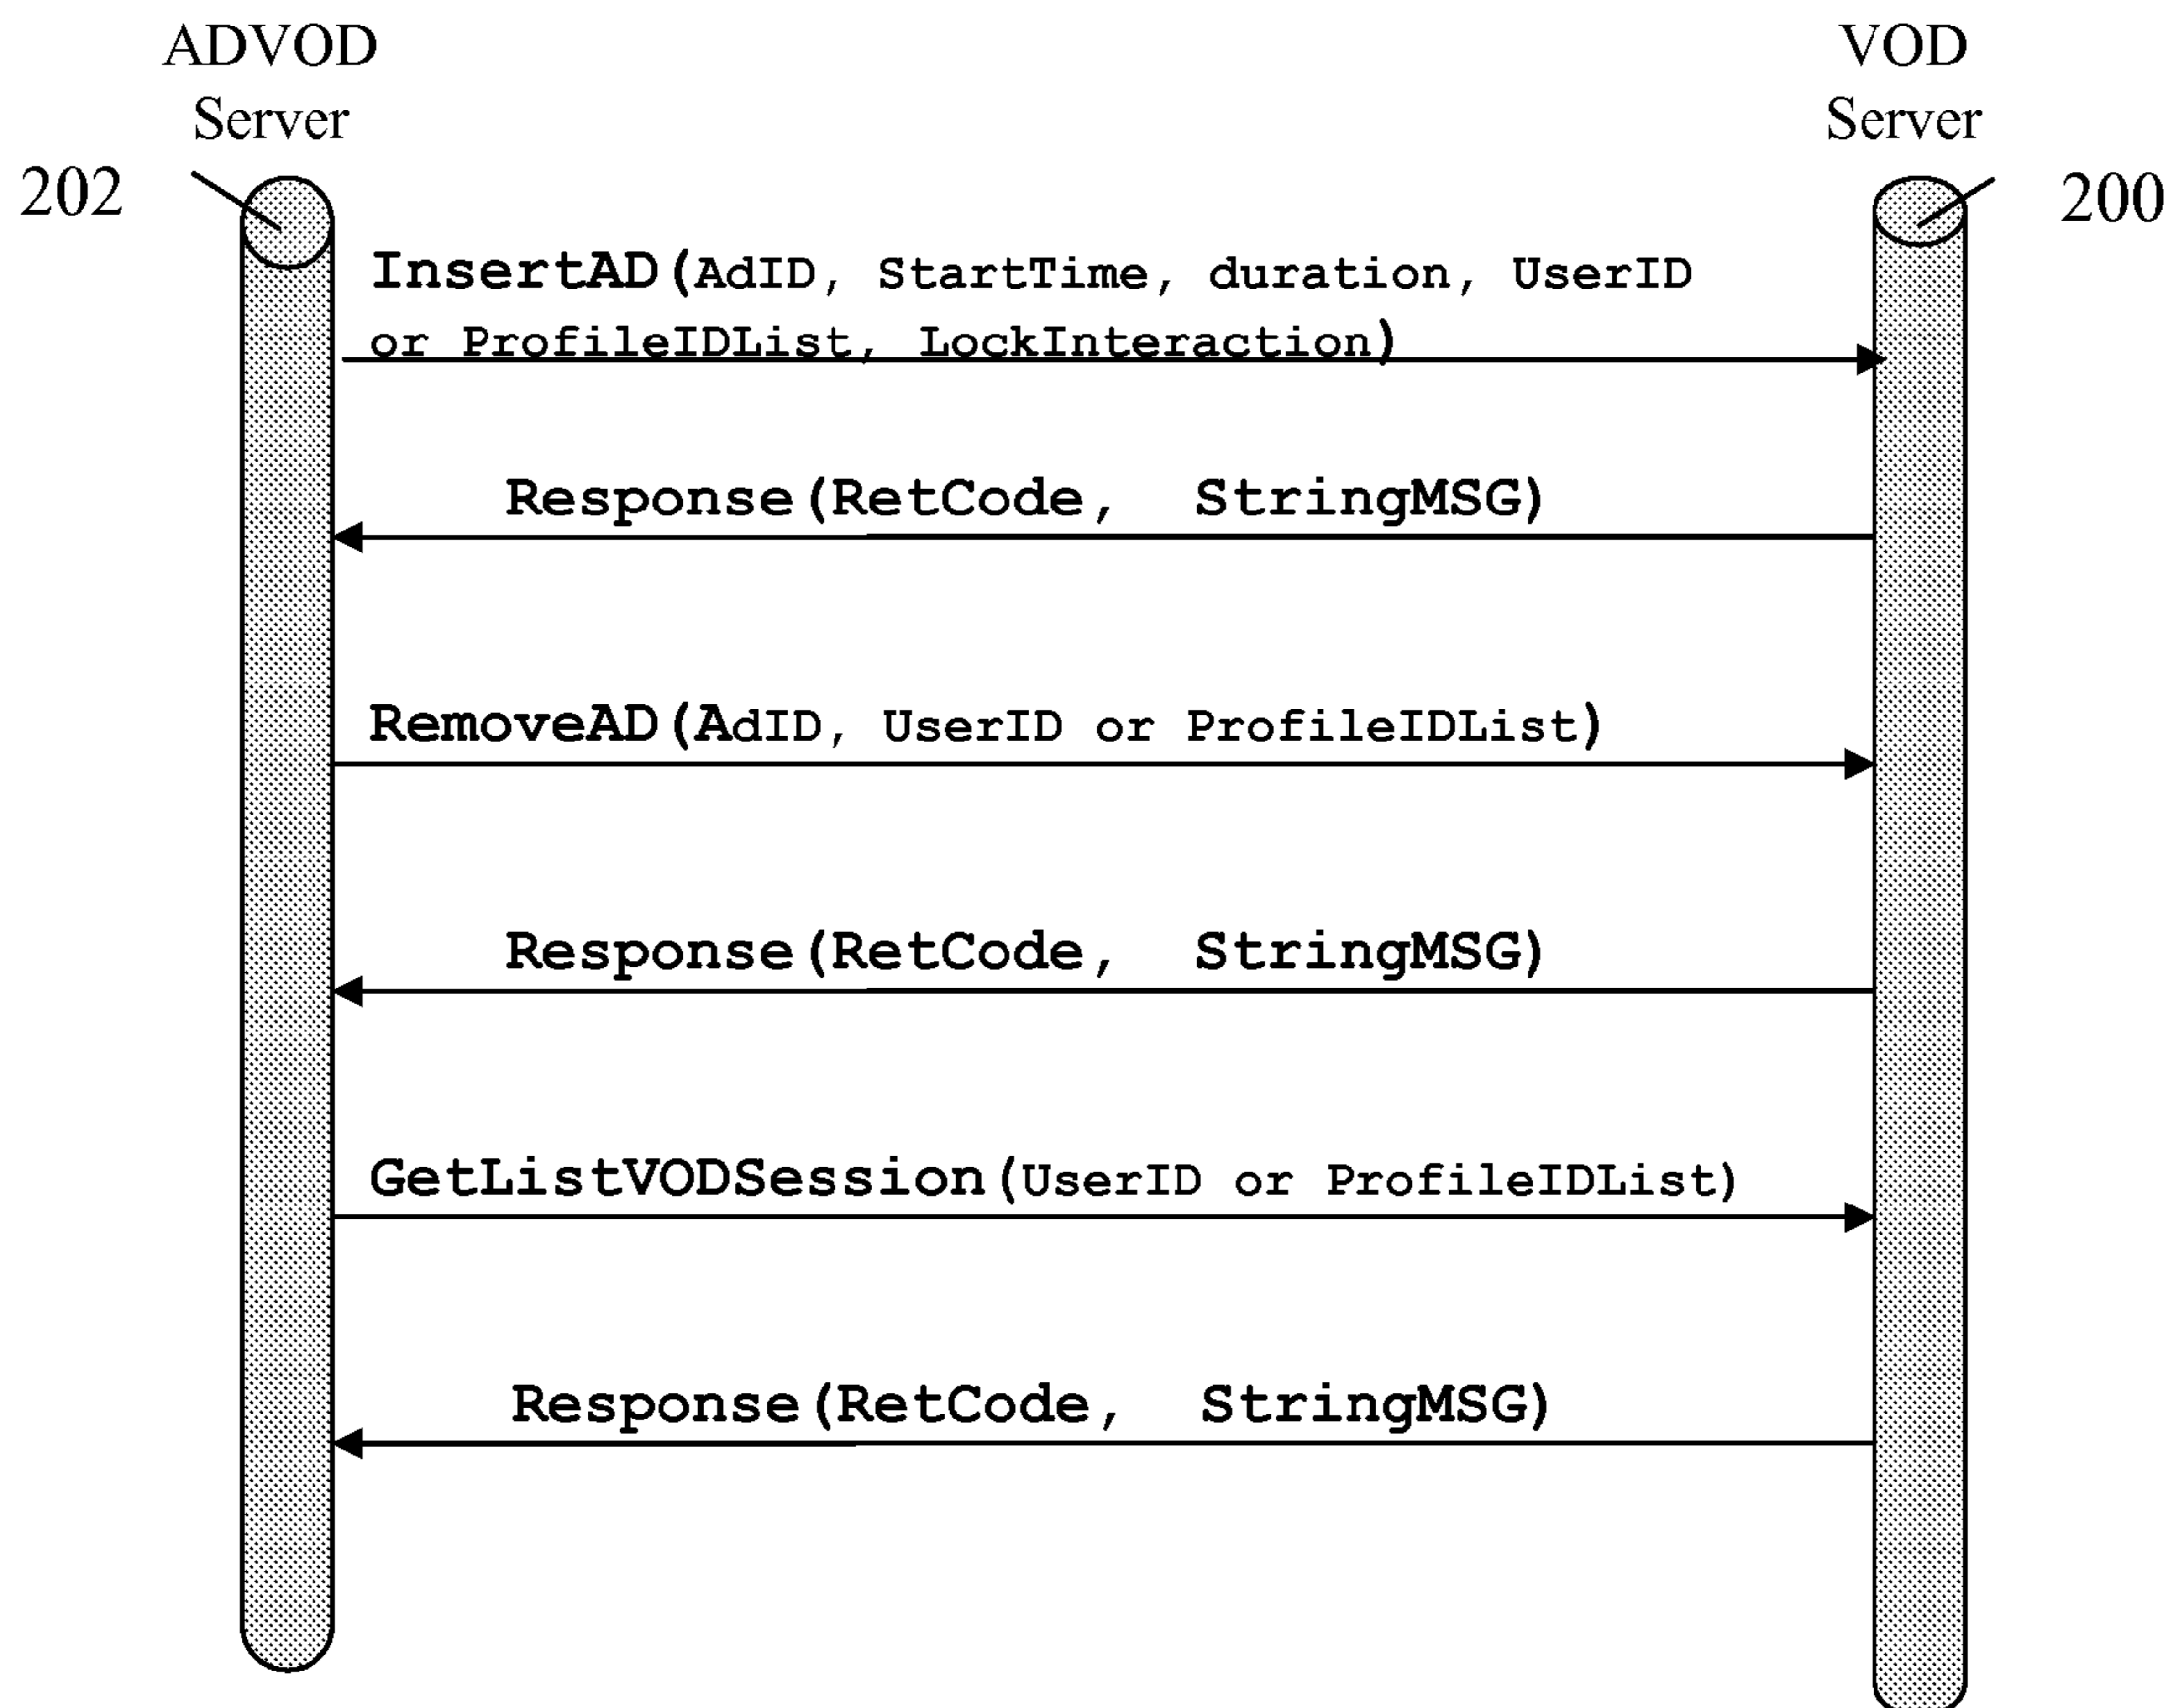 ADVOD
Server
VOD
Server
202
200
InsertAD(AdID, StartTime, duration, UserID
or ProfileIDList, LockInteraction)
Response(RetCode, StringMSG)
RemoveAD(AdID, UserID or ProfileIDList)
Response(RetCode, StringMSG)
GetListVODSession(UserID or ProfileIDList)
Response(RetCode, StringMSG)